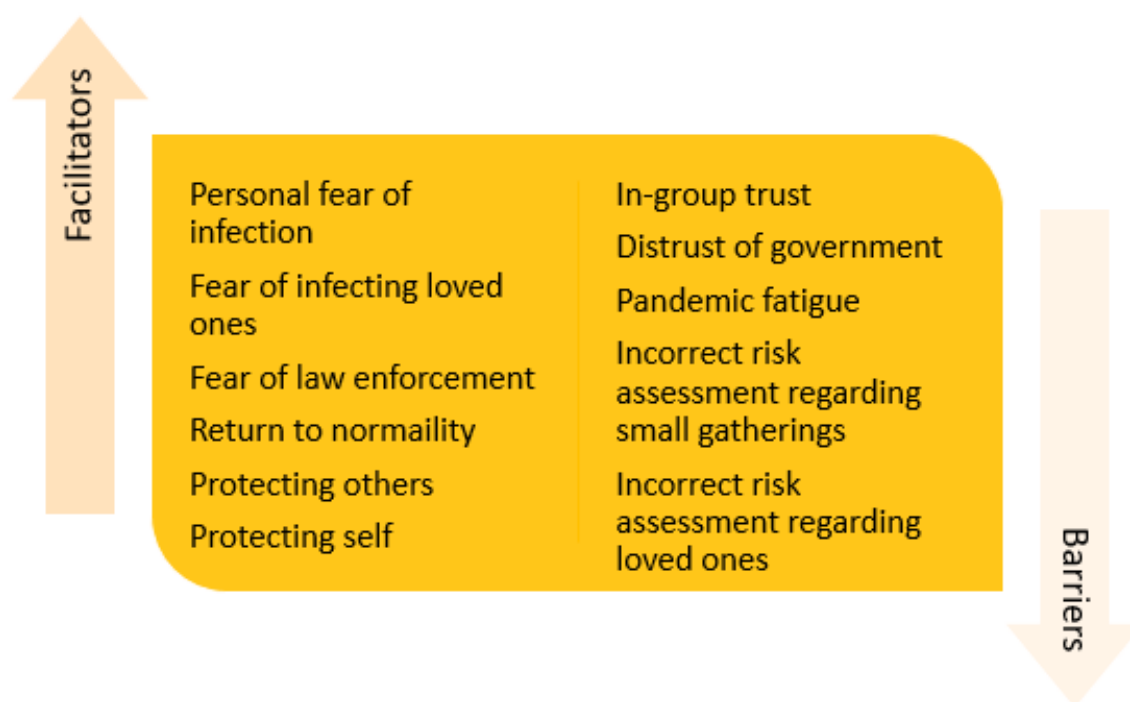 Facilitators
Personal fear of
infection
Fear of infecting loved
ones
Fear of law enforcement
Return to normaility
Protecting others
Protecting self
In-group trust
Distrust of government
Pandemic fatigue
Incorrect risk
assessment regarding
small gatherings
Incorrect risk
assessment regarding
loved ones
Barriers